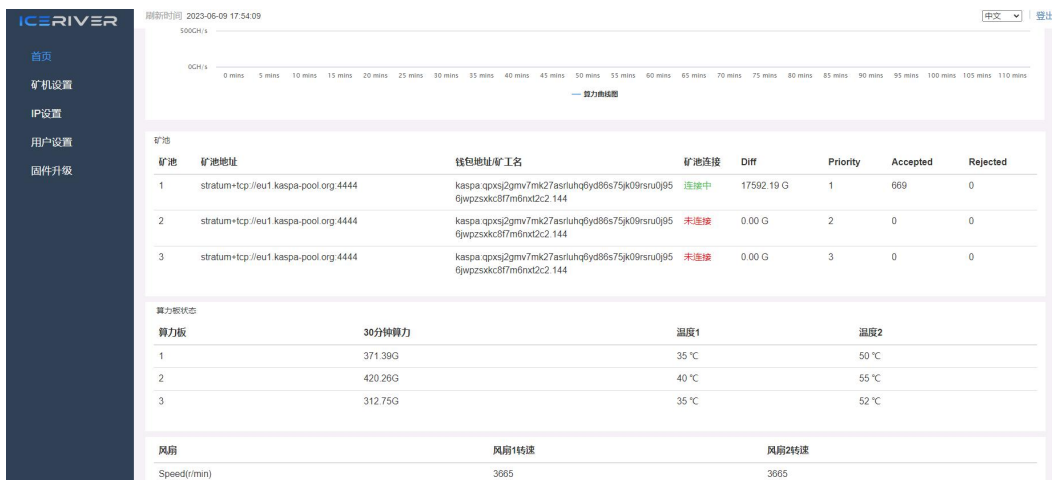 ICERIVER
刷新时间 2023-06-09 17:54:09
中文
登出
首页
矿机设置
IP设置
用户设置
固件升级
500GH/s
0GH/s
0 mins 5 mins 10 mins 15 mins 20 mins 25 mins 30 mins 35 mins 40 mins 45 mins 50 mins 55 mins 60 mins 65 mins 70 mins 75 mins 80 mins 85 mins 90 mins 95 mins 100 mins 105 mins 110 mins
算力曲线图
矿池
矿池 矿池地址 钱包地址/矿工名 矿池连接 Diff Priority Accepted Rejected
1 stratum+tcp://eu1.kaspa-pool.org:4444 kaspa:qpxsj2gmv7mk27asrluhq6yd86s75jk09rsru0j95 连接中 17592.19 G 1 669 0
6jwpzsxkc8f7m6nxt2c2.144
2 stratum+tcp://eu1.kaspa-pool.org:4444 kaspa:qpxsj2gmv7mk27asrluhq6yd86s75jk09rsru0j95 未连接 0.00 G 2 0 0
6jwpzsxkc8f7m6nxt2c2.144
3 stratum+tcp://eu1.kaspa-pool.org:4444 kaspa:qpxsj2gmv7mk27asrluhq6yd86s75jk09rsru0j95 未连接 0.00 G 3 0 0
6jwpzsxkc8f7m6nxt2c2.144
算力板状态
算力板 30分钟算力 温度1 温度2
1 371.39G 35 ℃ 50 ℃
2 420.26G 40 ℃ 55 ℃
3 312.75G 35 ℃ 52 ℃
风扇 风扇1转速 风扇2转速
Speed(r/min) 3665 3665